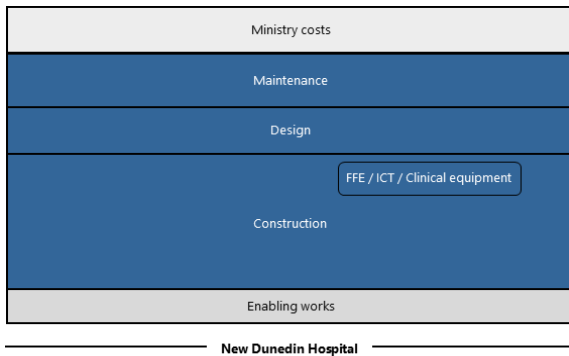 Ministry costs
Maintenance
Design
FFE / ICT / Clinical equipment
Construction
Enabling works
New Dunedin Hospital